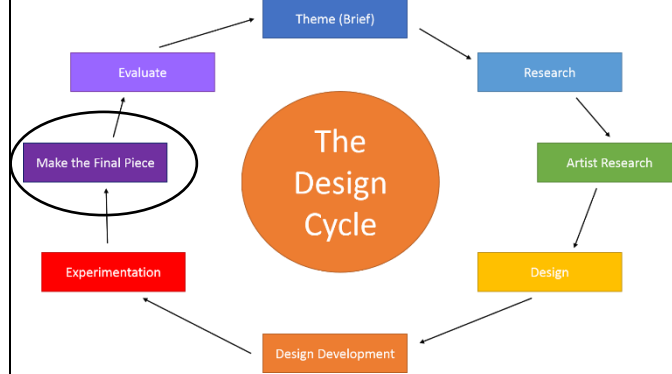 Theme (Brief)
Evaluate
Research
The
Design
Cycle
Make the Final Piece
Artist Research
Experimentation
Design
Design Development